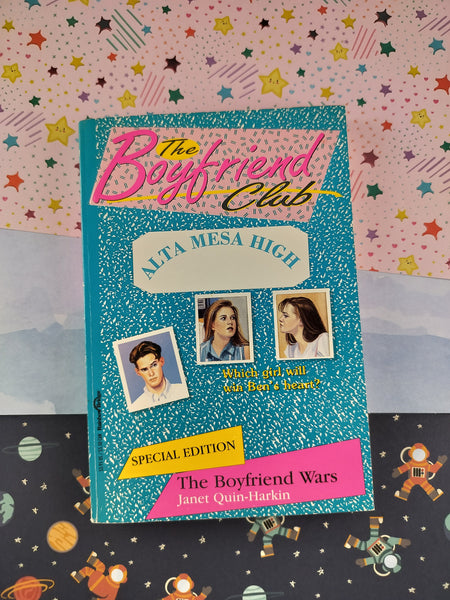 The
Boyfriend
Club
ALTA MESA HIGH
Which girl will
win Ben's heart?
SPECIAL EDITION
The Boyfriend Wars
Janet Quin-Harkin